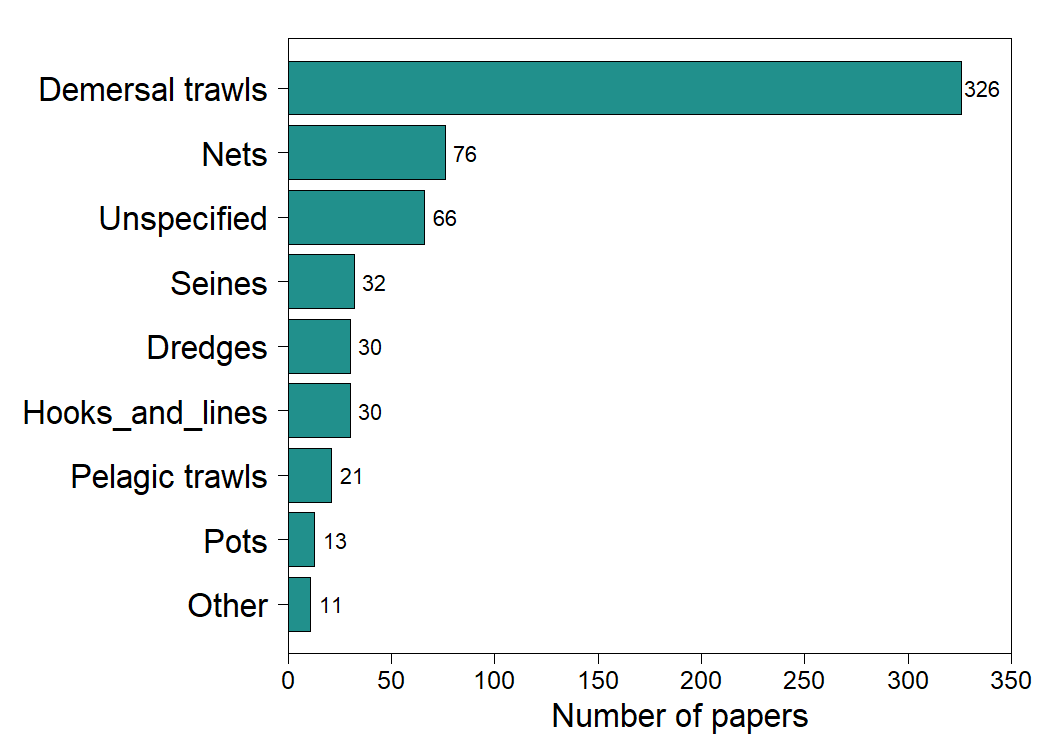 Demersal trawls 326
Nets 76
Unspecified 66
Seines 32
Dredges 30
Hooks_and_lines 30
Pelagic trawls 21
Pots 13
Other 11
0 50 100 150 200 250 300 350
Number of papers